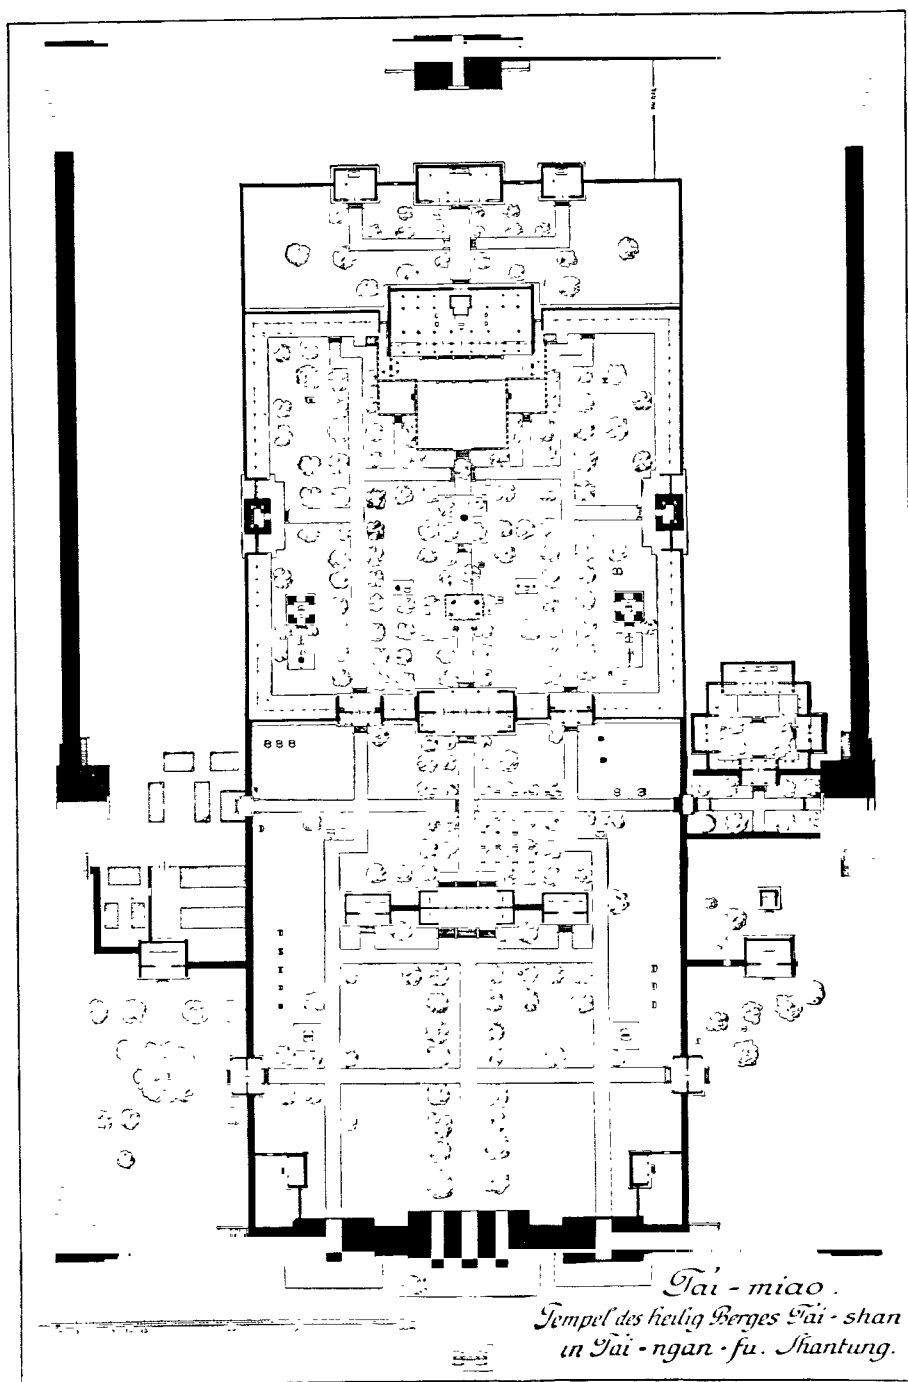 Tai-miao.
Tempel des heilig Berges Tai-shan
in Tai-ngan-fu. Shantung.